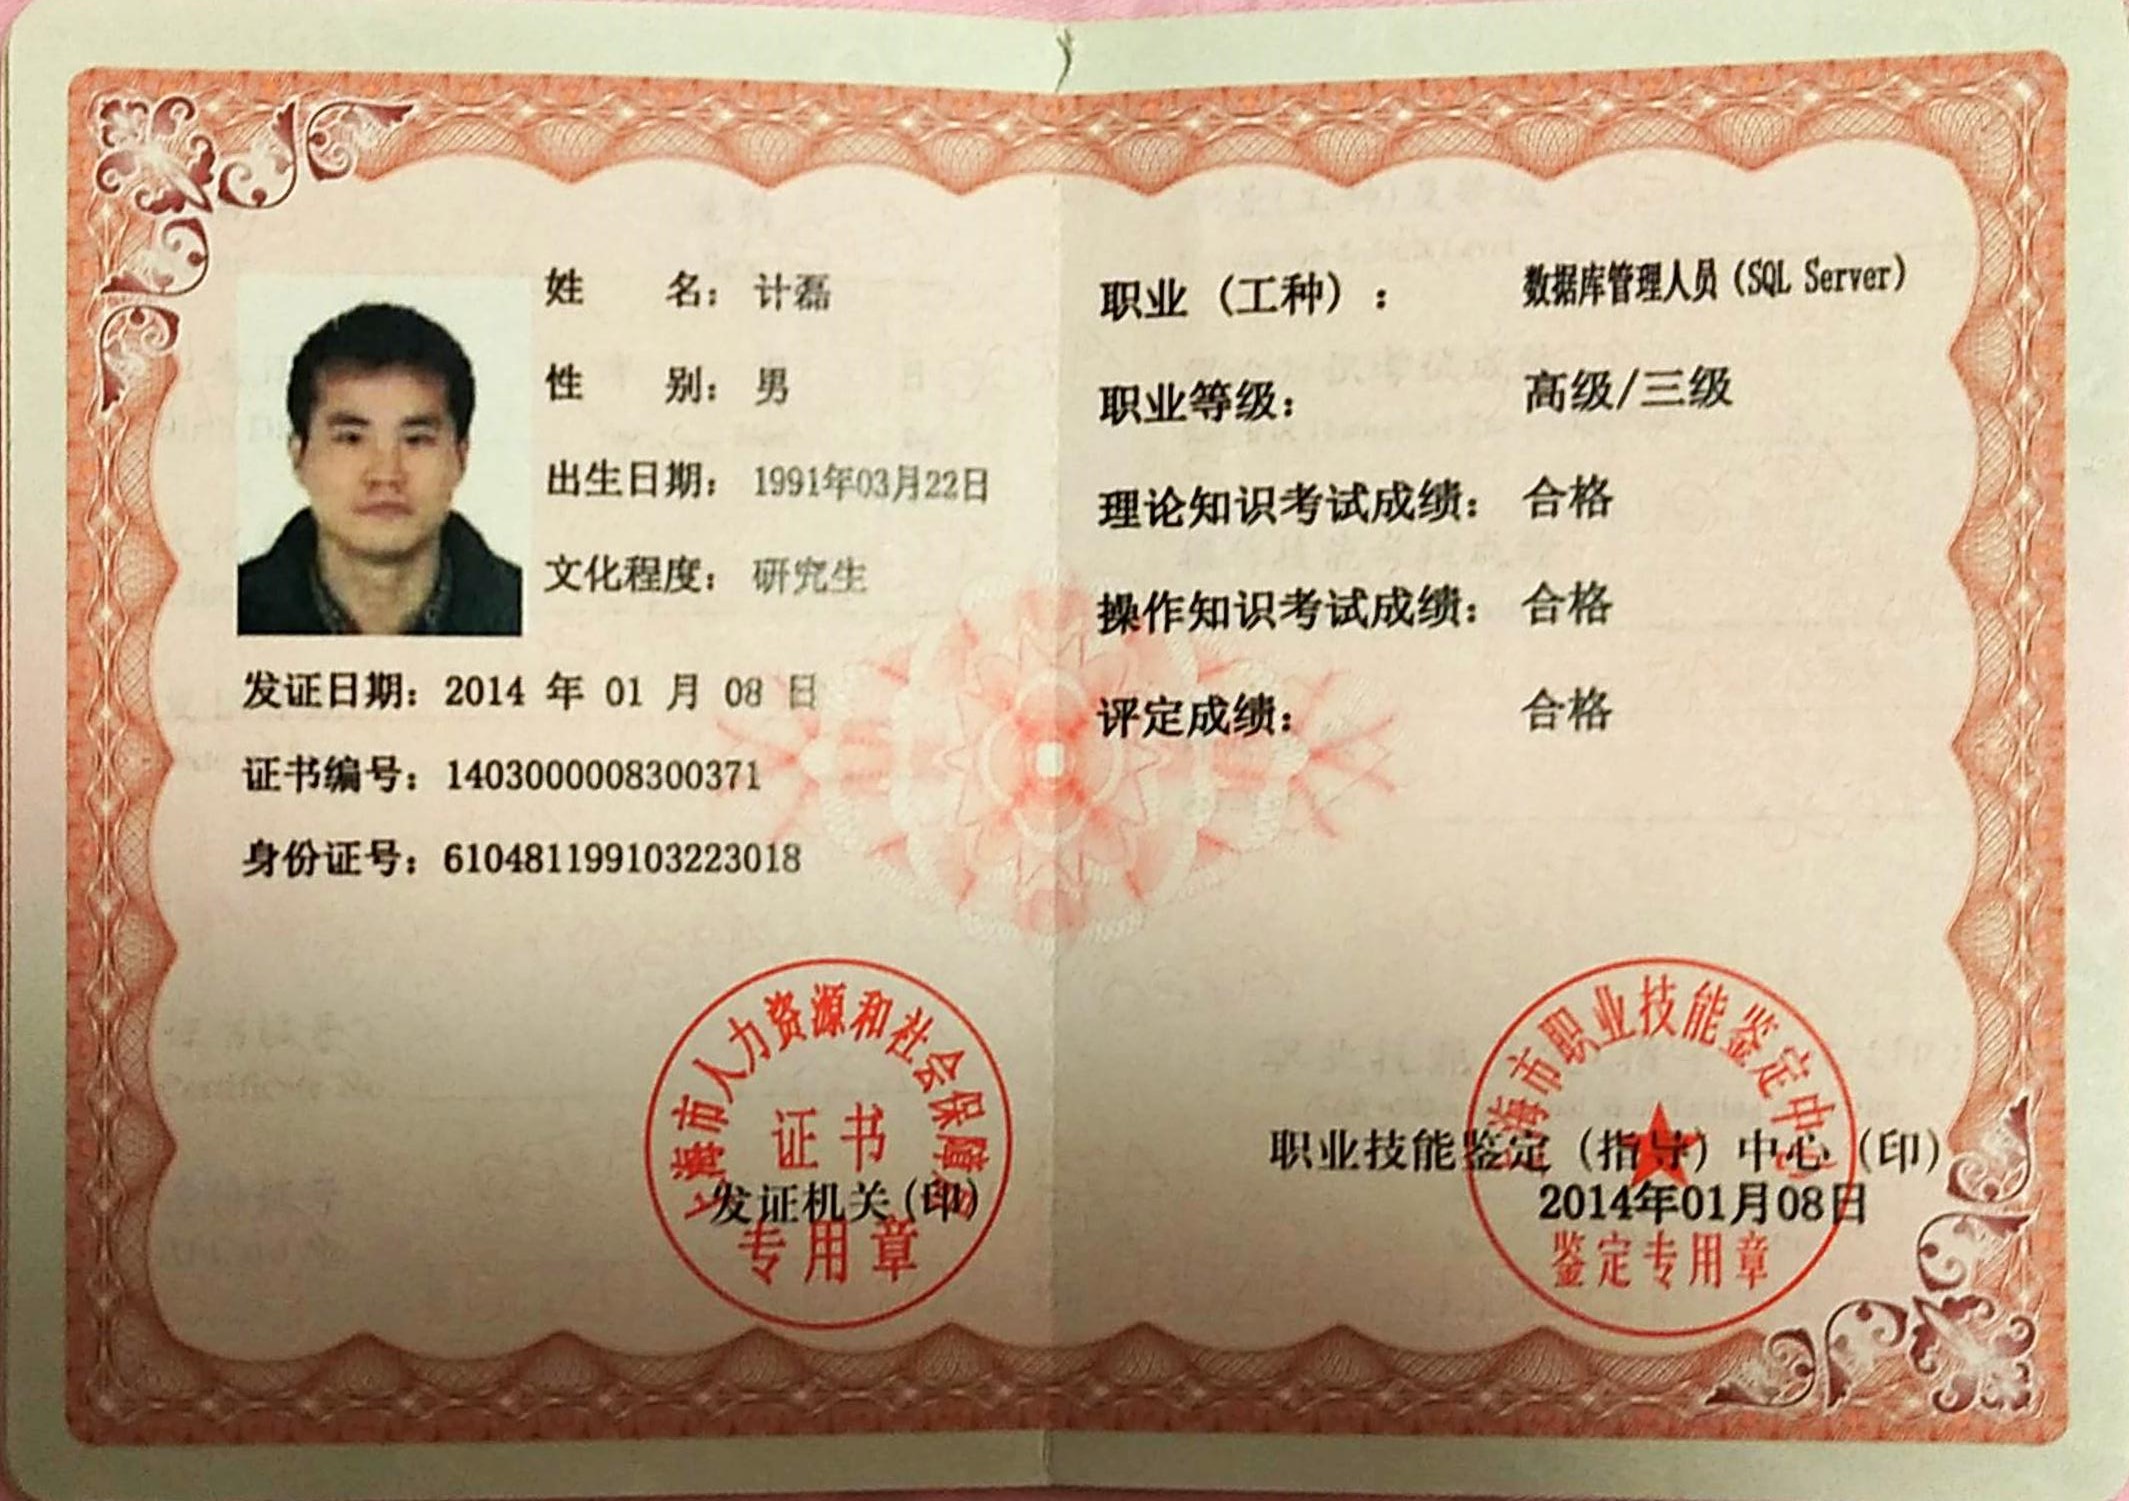 姓 名：计磊
性 别：男
出生日期：1991年03月22日
文化程度：研究生
发证日期：2014 年 01 月 08 日
证书编号：1403000008300371
身份证号：610481199103223018
上海市人力资源和社会保障局
证书
发证机关(印)
专用章
职业（工种）： 数据库管理人员(SQL Server)
职业等级： 高级/三级
理论知识考试成绩： 合格
操作知识考试成绩： 合格
评定成绩： 合格
上海市职业技能鉴定中心
职业技能鉴定（指导）中心（印）
2014年01月08日
鉴定专用章